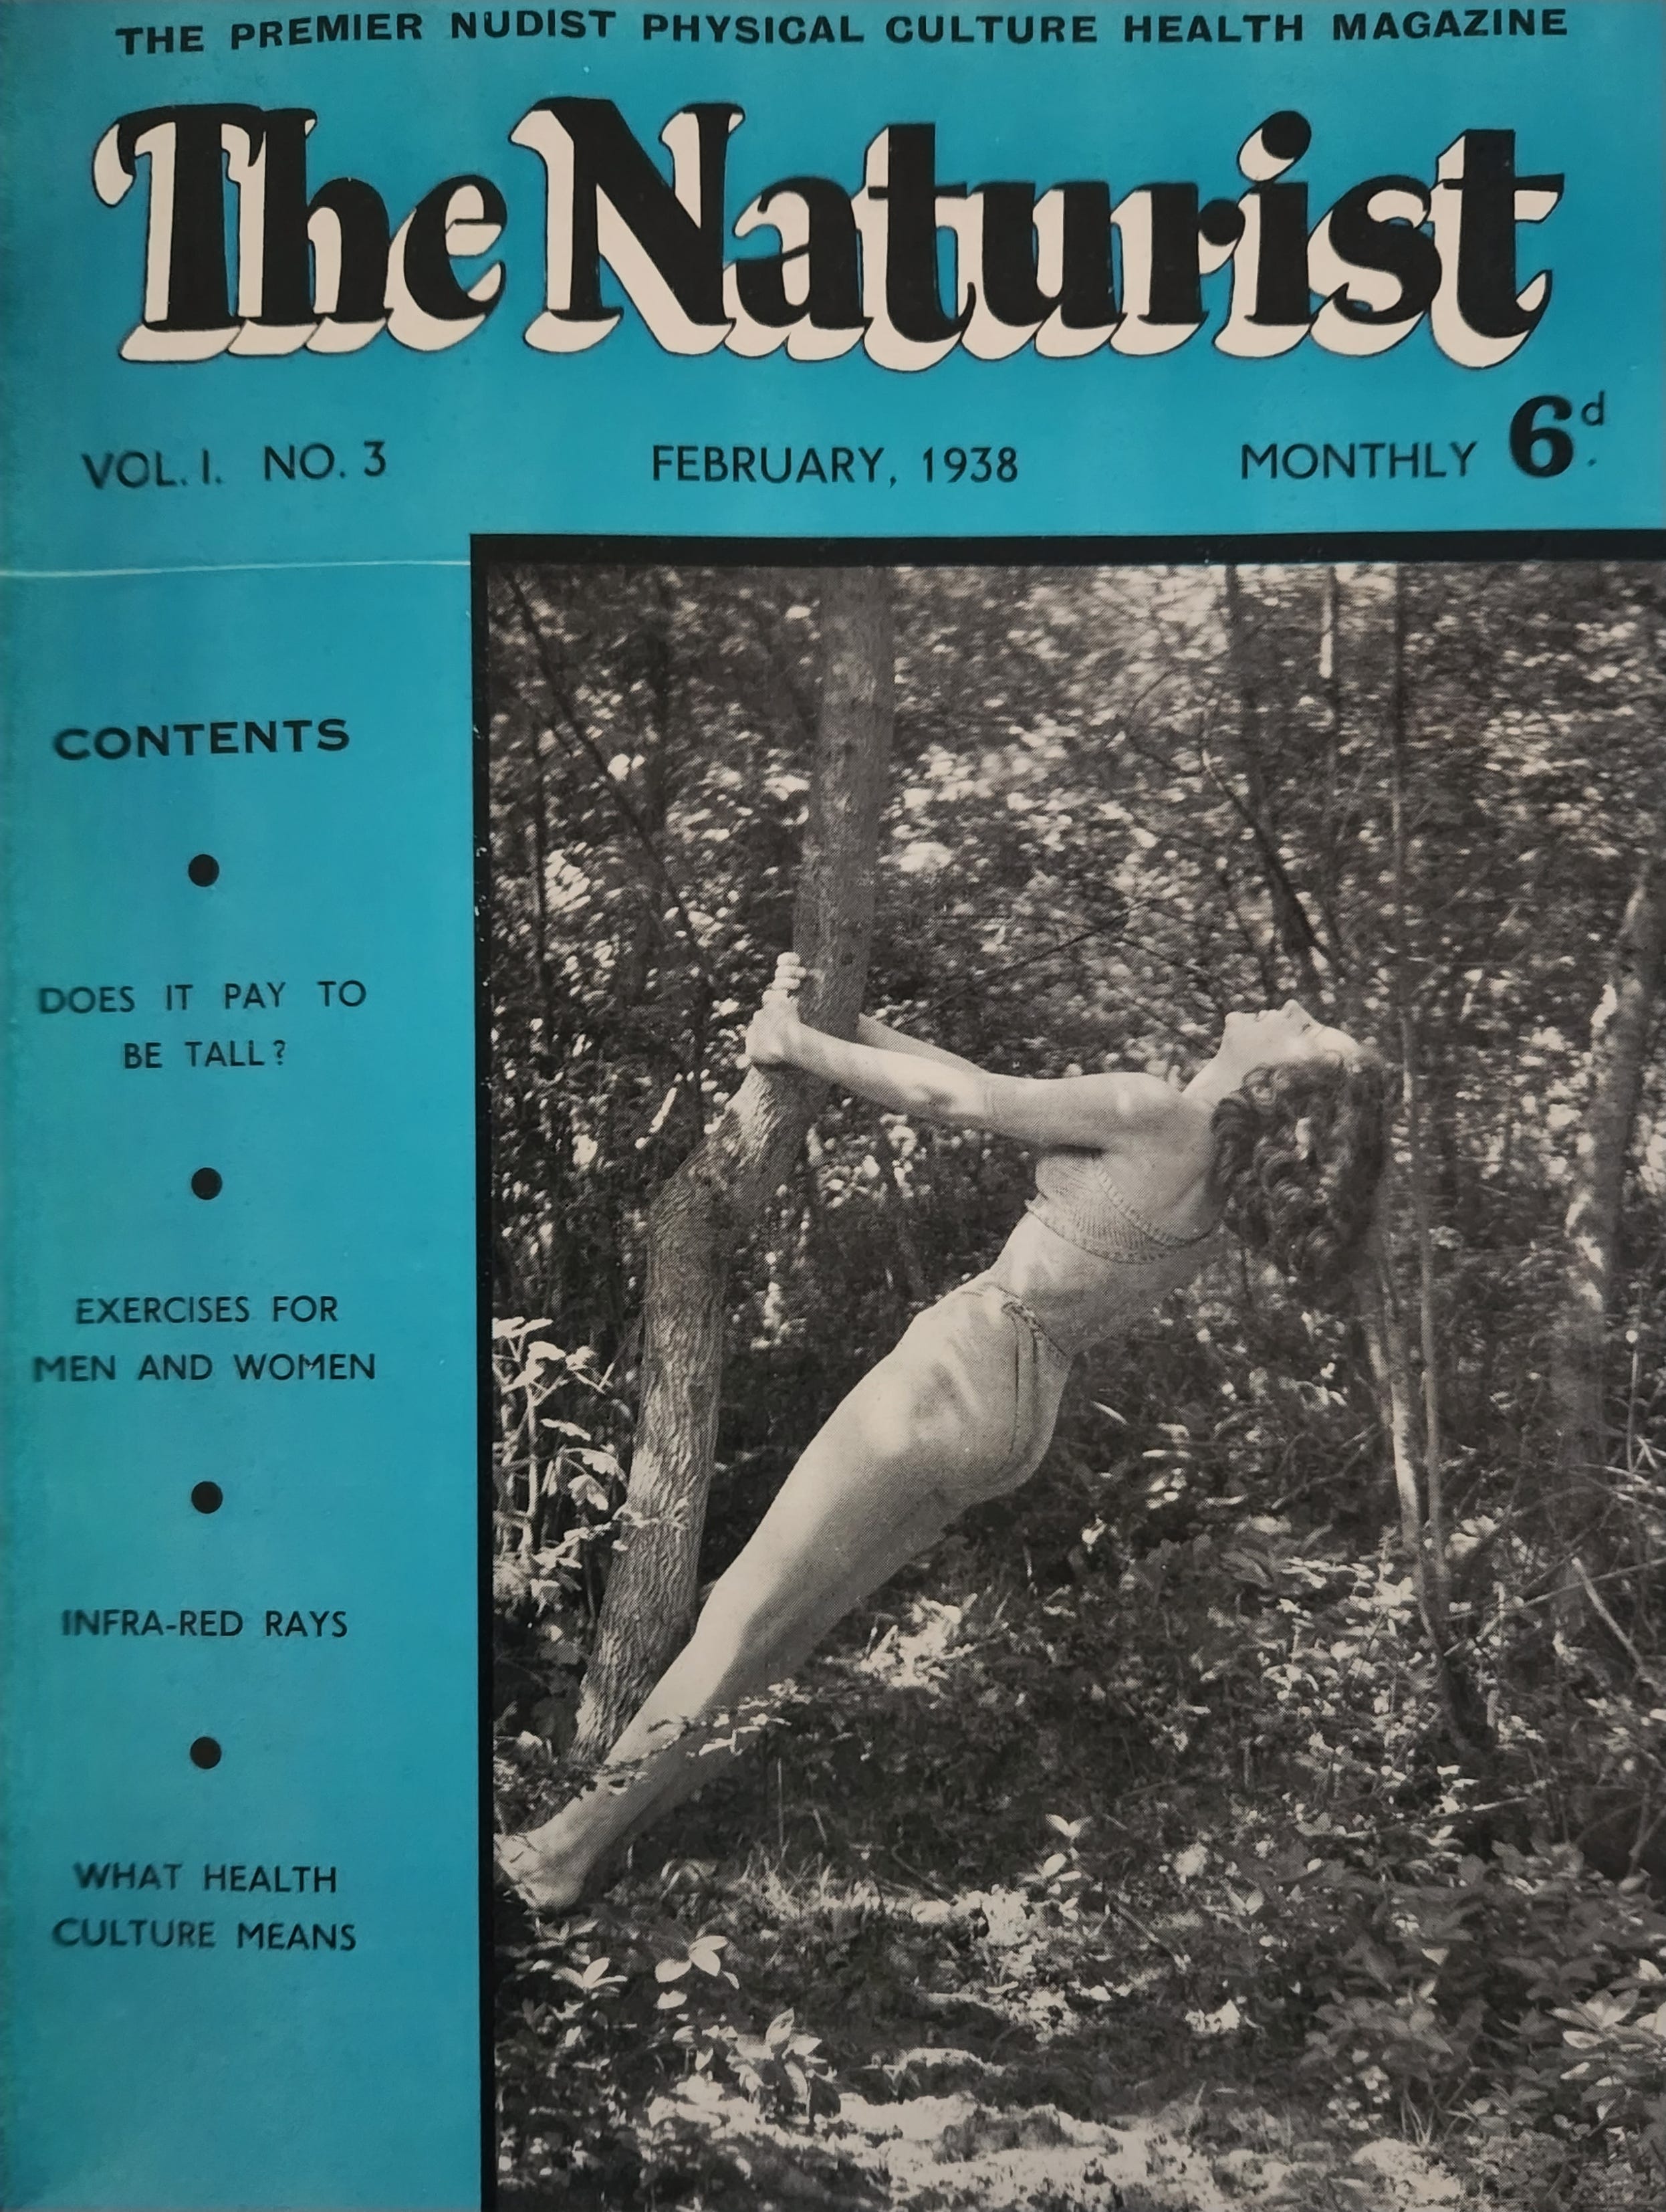 THE PREMIER NUDIST PHYSICAL CULTURE HEALTH MAGAZINE
The Naturist
VOL. I. NO. 3 FEBRUARY, 1938 MONTHLY 6d.
CONTENTS
DOES IT PAY TO
BE TALL?
EXERCISES FOR
MEN AND WOMEN
INFRA-RED RAYS
WHAT HEALTH
CULTURE MEANS